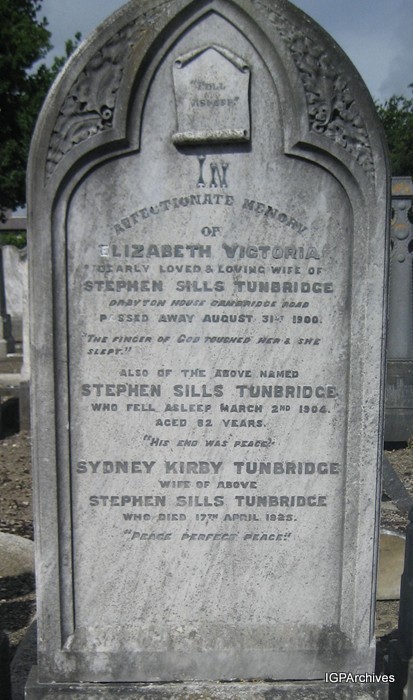 "FULL
ASLEEP"
IN
AFFECTIONATE MEMORY
OF
ELIZABETH VICTORIA
DEARLY LOVED & LOVING WIFE OF
STEPHEN SILLS TUNBRIDGE
DRAYTON HOUSE CAMBRIDGE ROAD
PASSED AWAY AUGUST 31ST 1900.
"THE FINGER OF GOD TOUCHED HER & SHE
SLEPT."
ALSO OF THE ABOVE NAMED
STEPHEN SILLS TUNBRIDGE
WHO FELL ASLEEP MARCH 2ND 1904.
AGED 62 YEARS.
"HIS END WAS PEACE."
SYDNEY KIRBY TUNBRIDGE
WIFE OF ABOVE
STEPHEN SILLS TUNBRIDGE
WHO DIED 17TH APRIL 1925.
"PEACE PERFECT PEACE."
IGPArchives